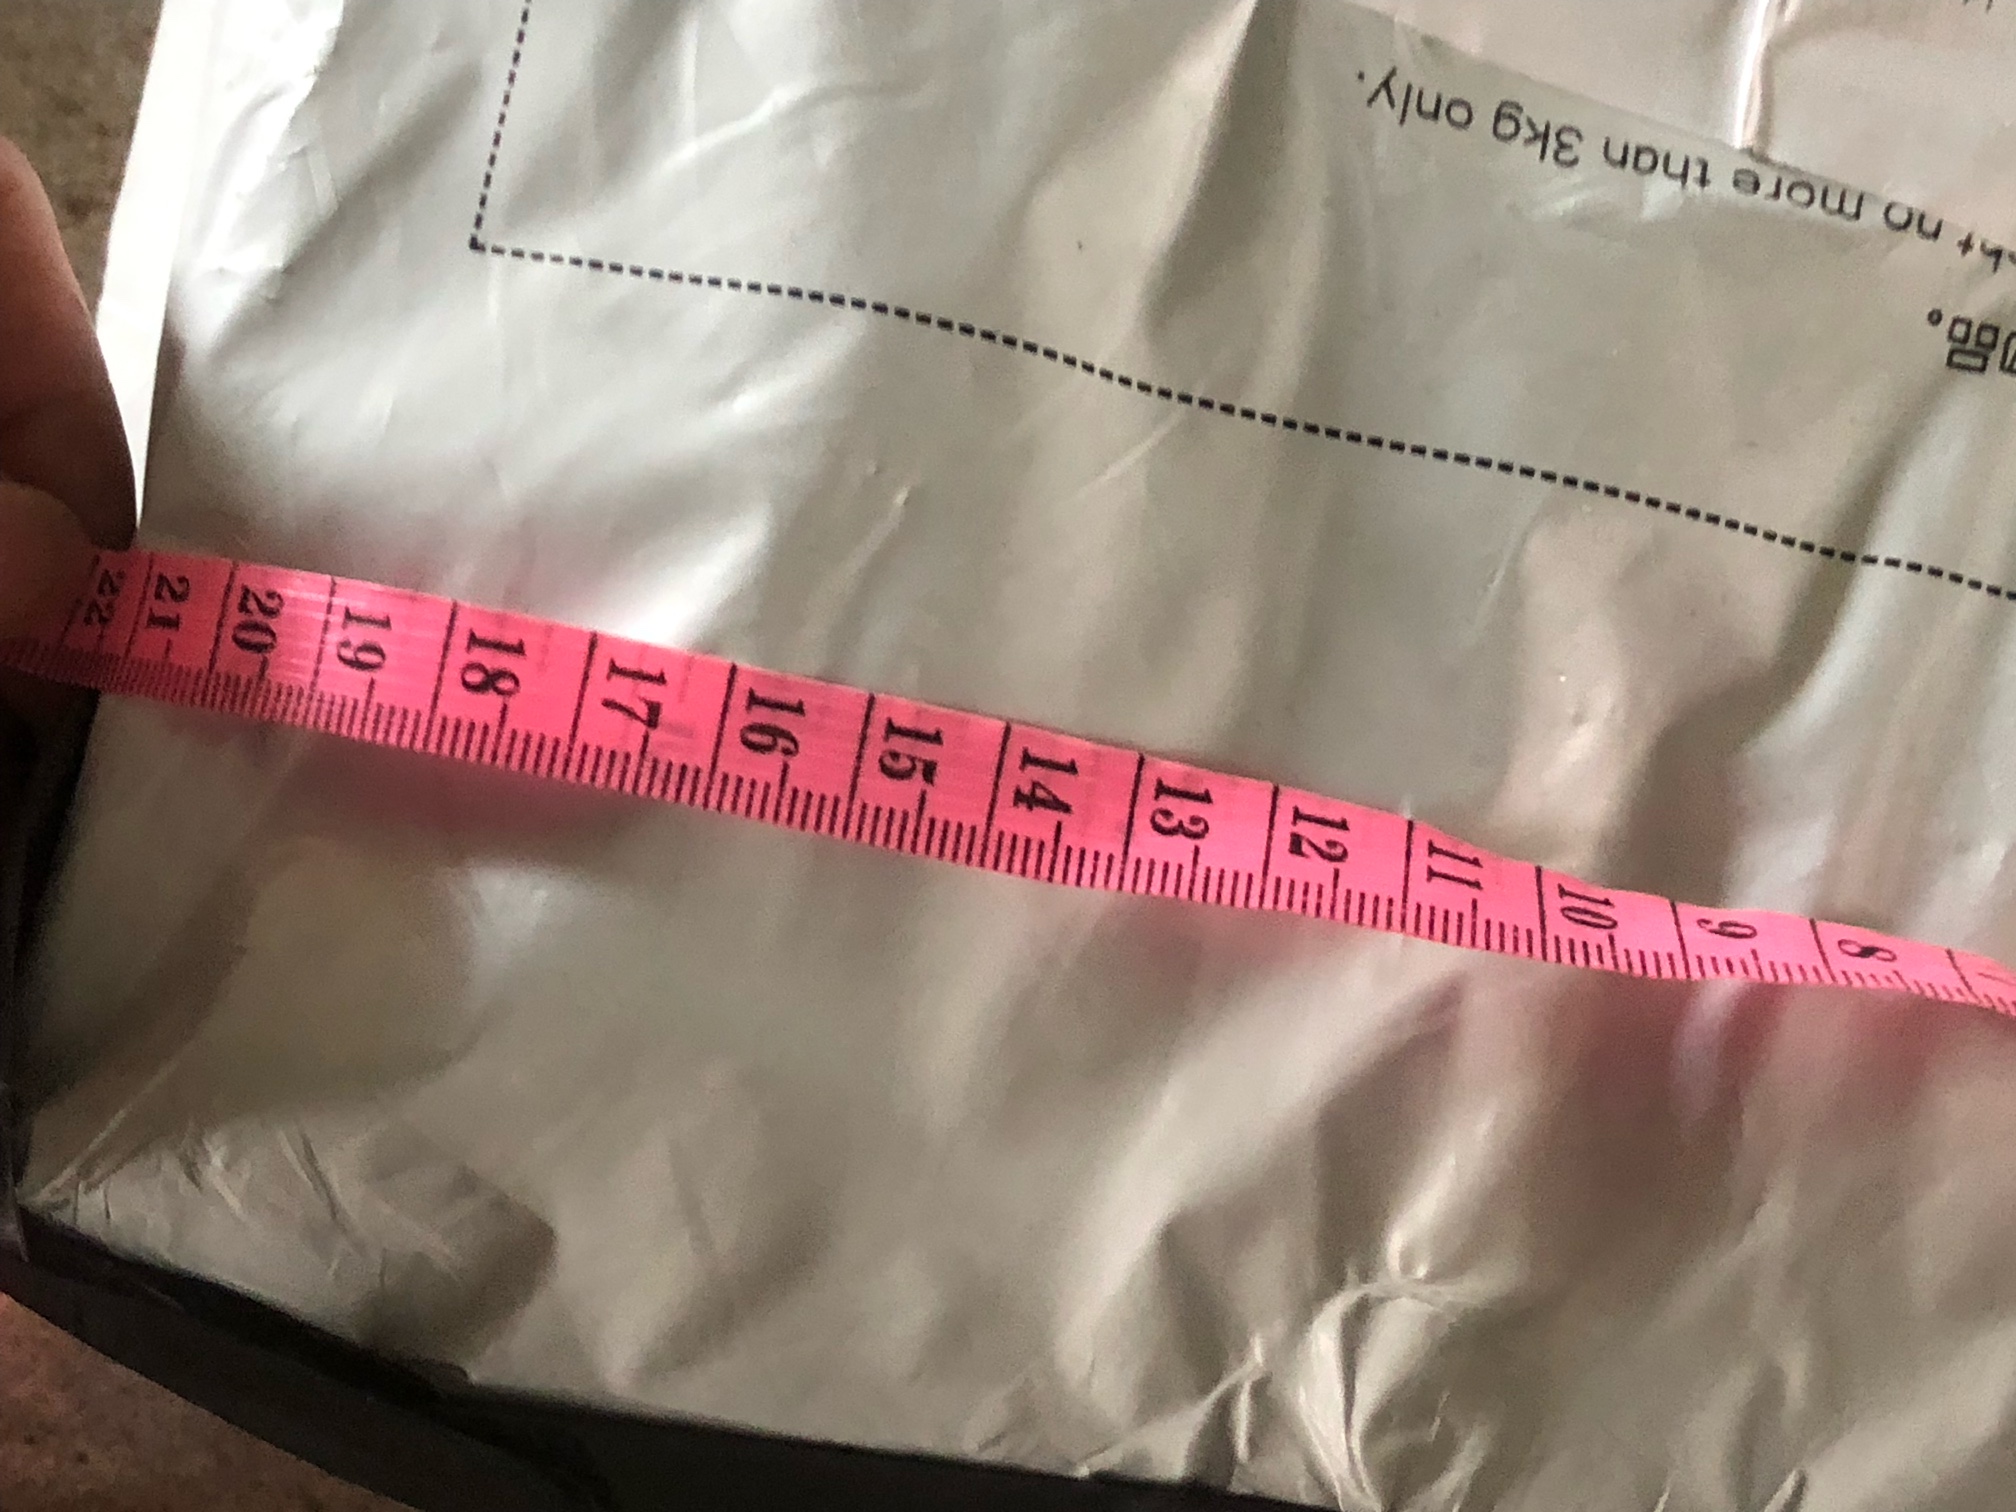 品。
no more than 3kg only.
22 21 20 19 18 17 16 15 14 13 12 11 10 9 8